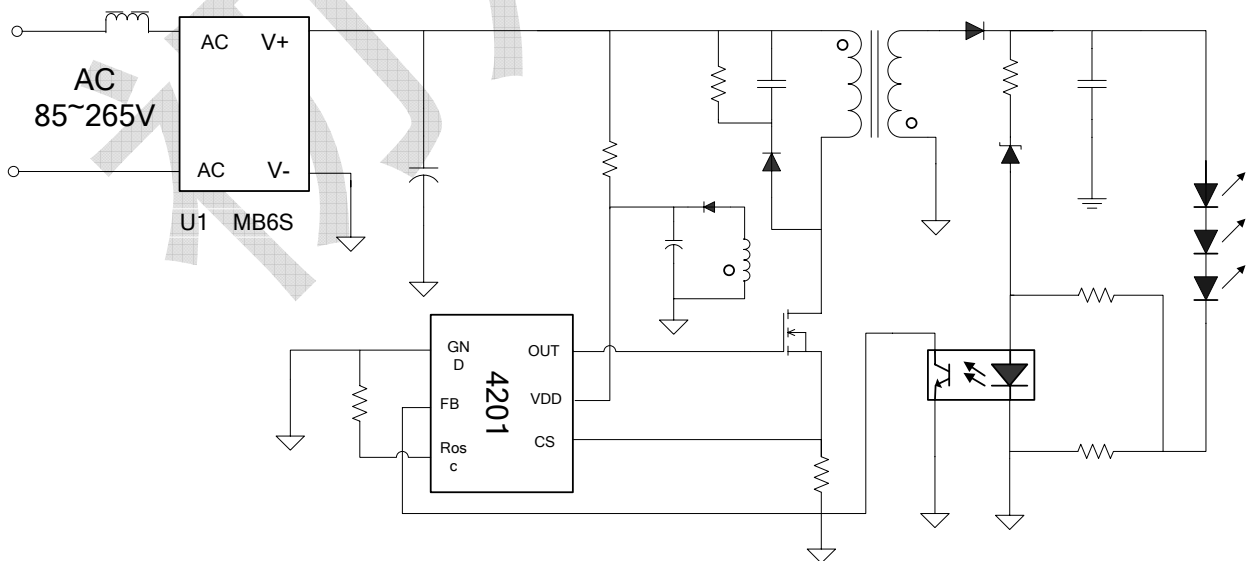 AC V+
AC
85~265V
AC V-
U1 MB6S
GN
D
OUT
FB
4201
VDD
Ros
c
CS